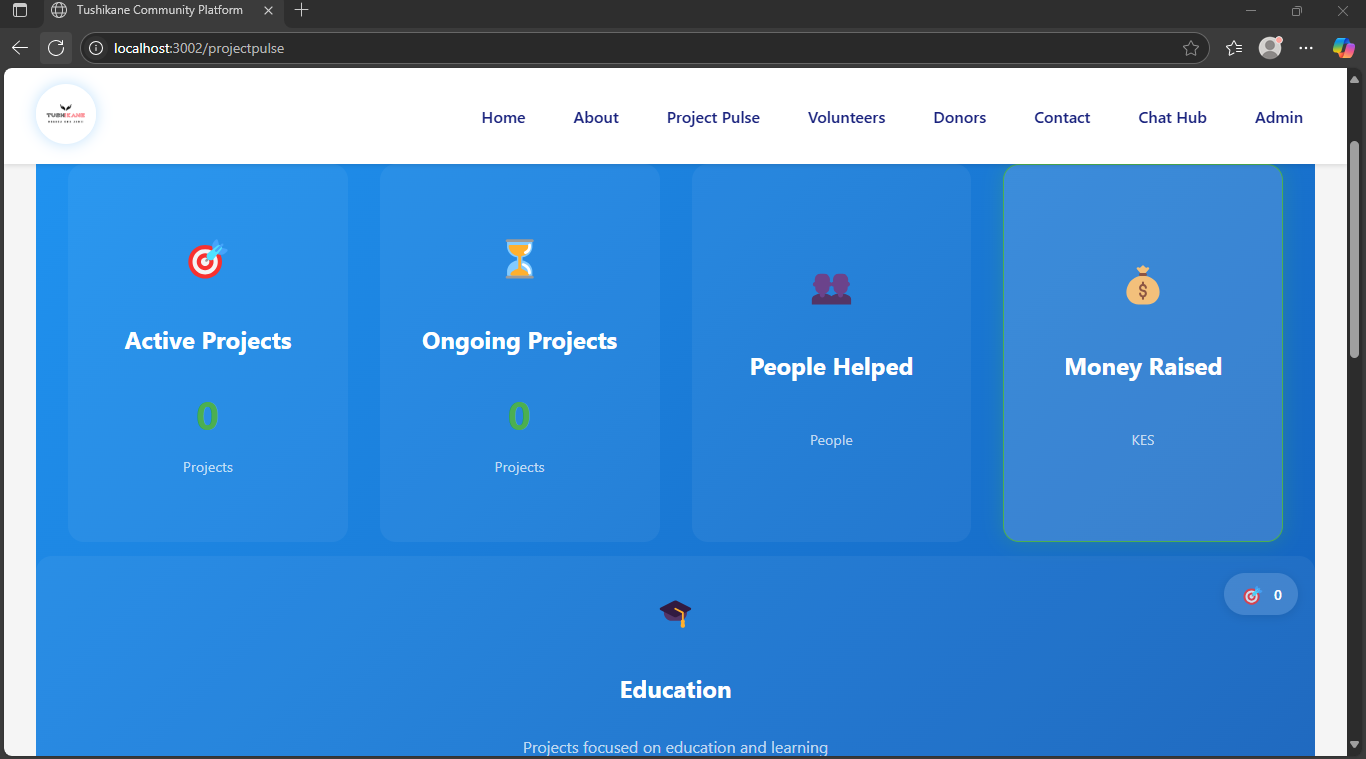 Tushikane Community Platform
localhost:3002/projectpulse
TUSHIKANE
Home About Project Pulse Volunteers Donors Contact Chat Hub Admin
Active Projects
0
Projects
Ongoing Projects
0
Projects
People Helped
People
$
Money Raised
KES
0
Education
Projects focused on education and learning